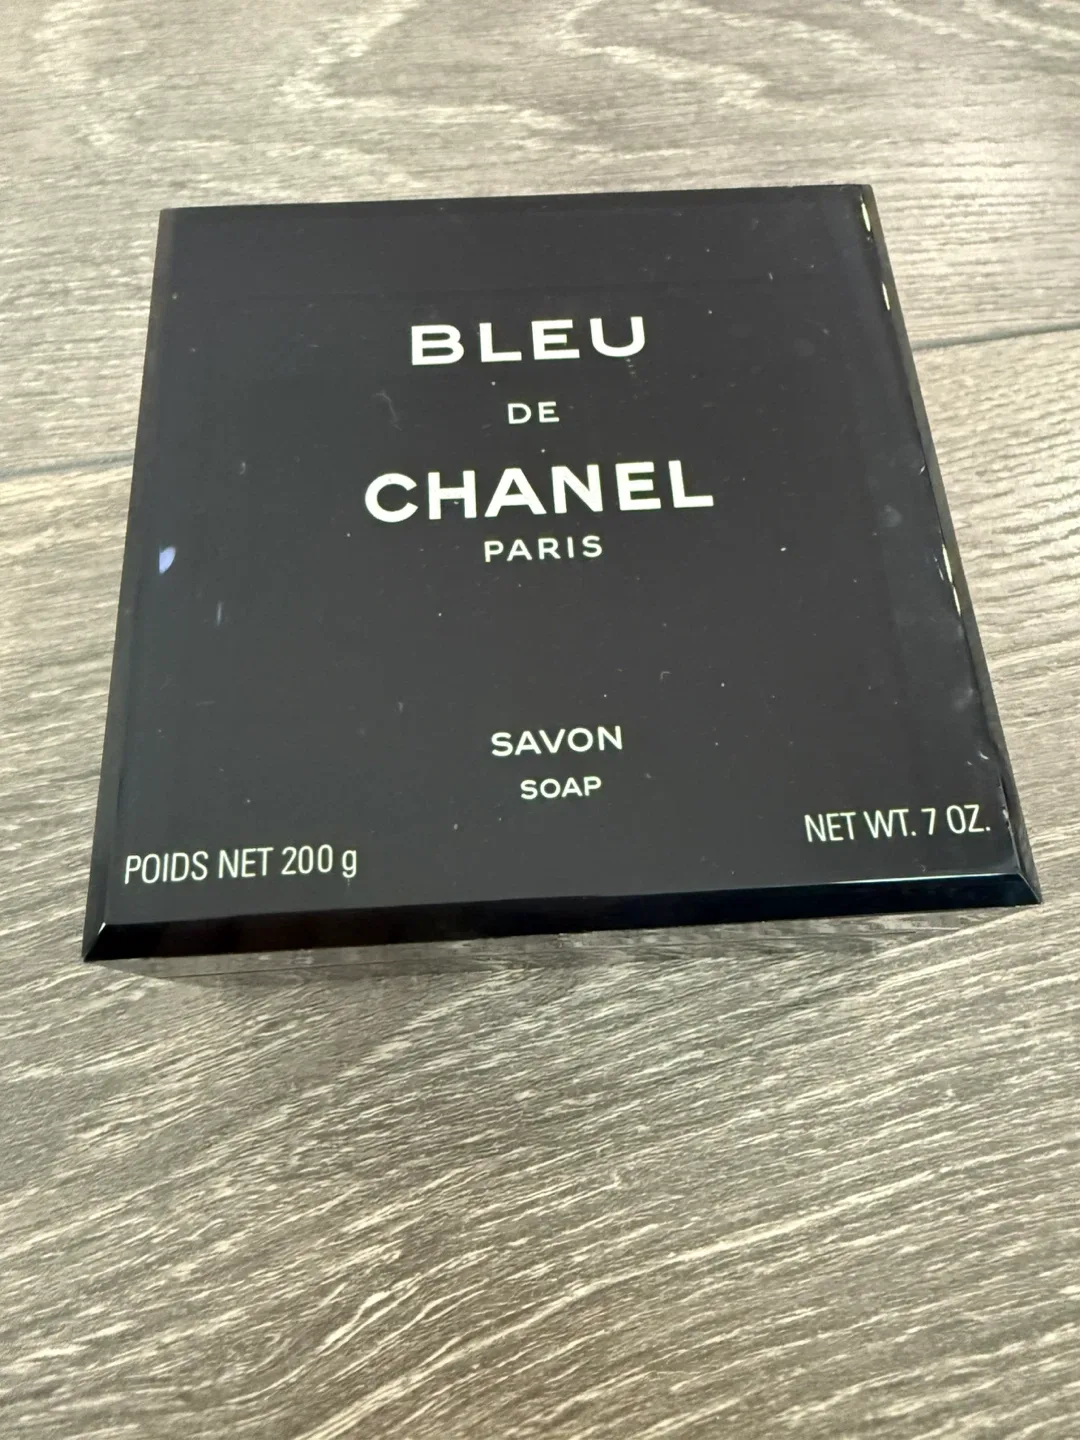 BLEU
DE
CHANEL
PARIS
SAVON
SOAP
POIDS NET 200 g
NET WT. 7 OZ.